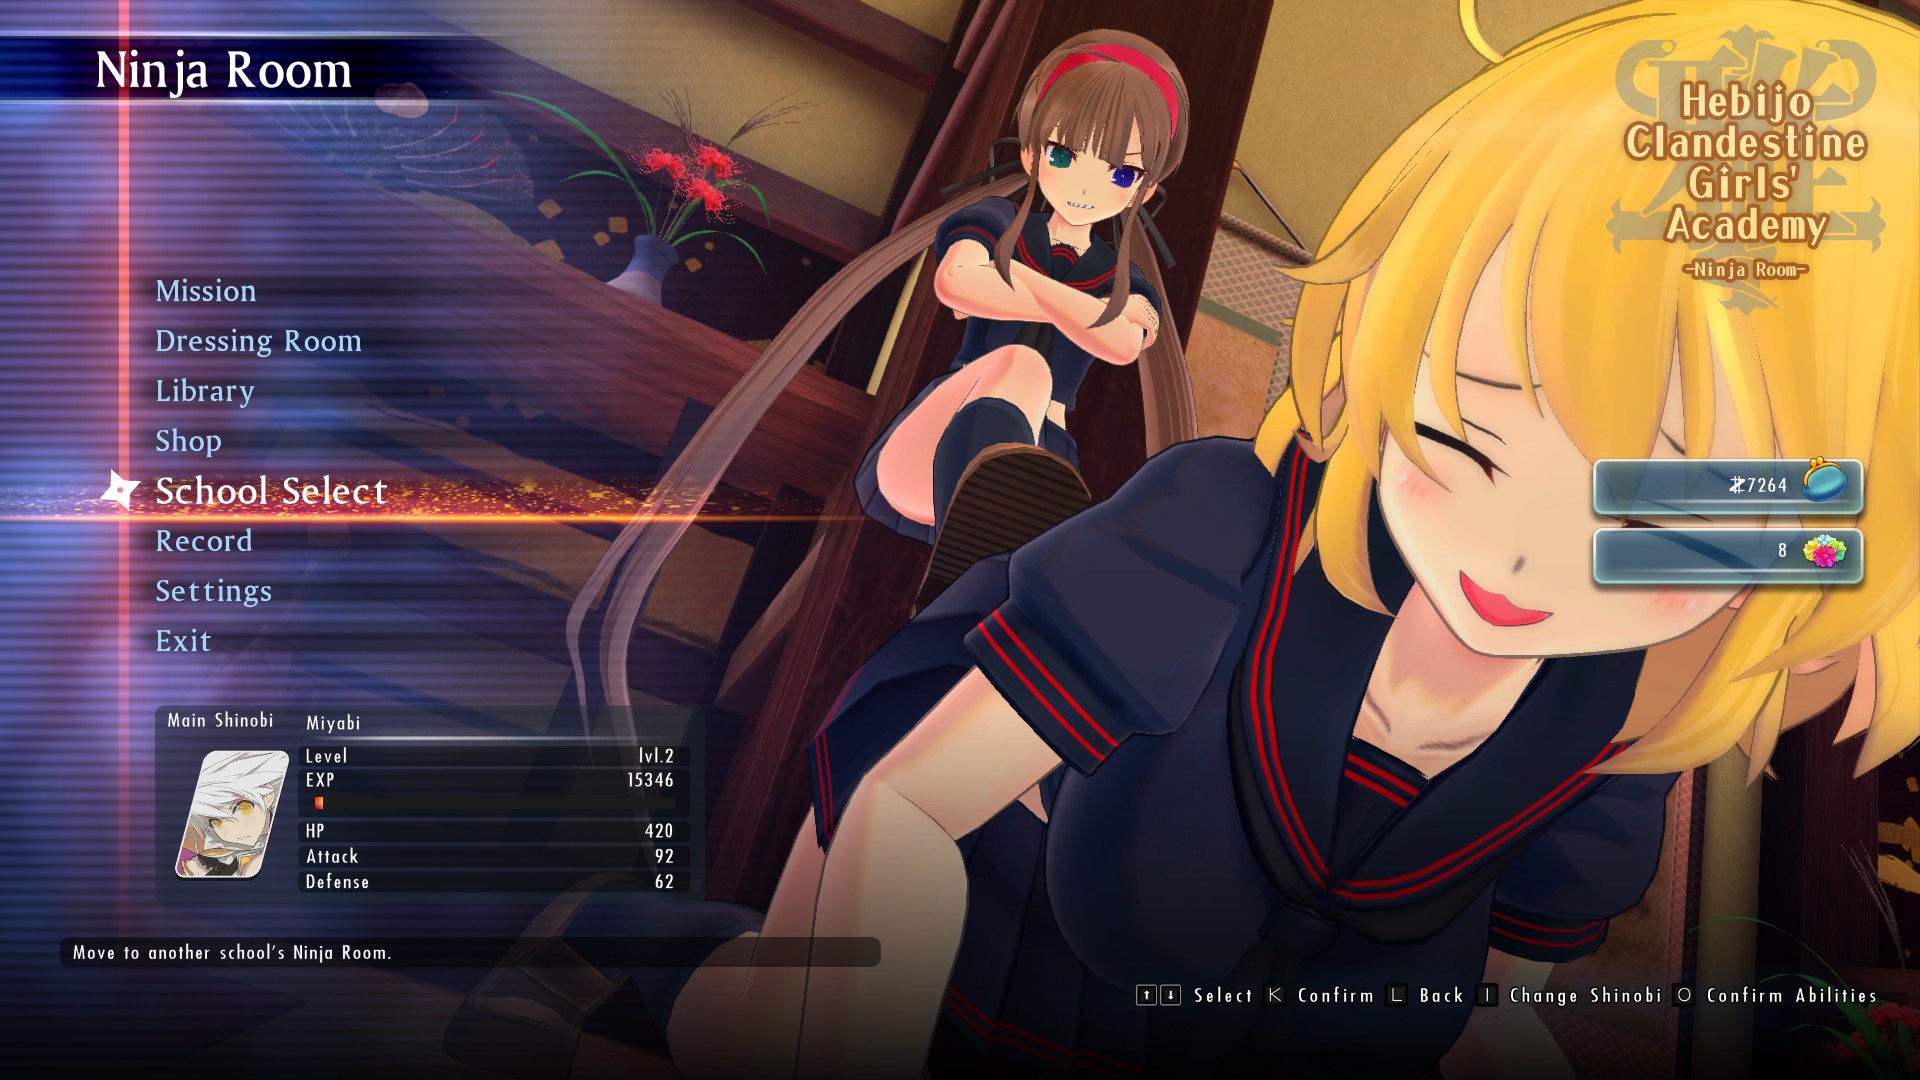 Ninja Room
Hebijo
Clandestine
Girls'
Academy
-Ninja Room-
Mission
Dressing Room
Library
Shop
School Select
Record
Settings
Exit
7264
8
Main Shinobi
Miyabi
Level lvl.2
EXP 15346
HP 420
Attack 92
Defense 62
Move to another school's Ninja Room.
↑ ↓ Select K Confirm L Back I Change Shinobi O Confirm Abilities